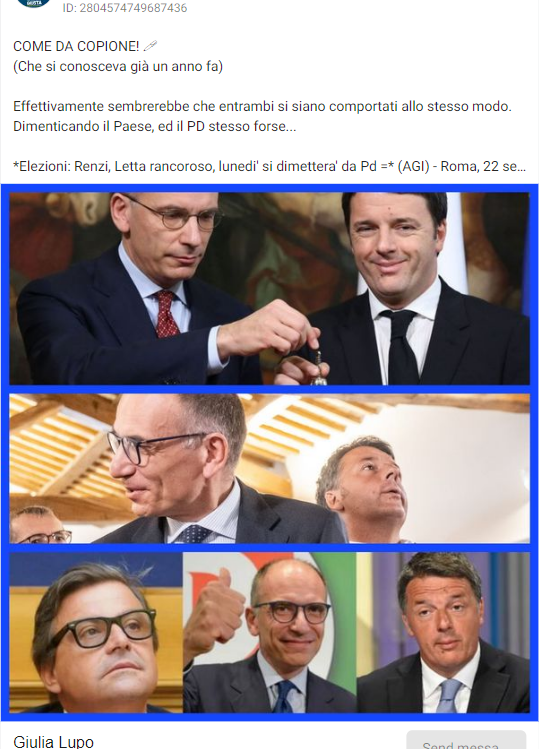 GIUSTA
ID: 2804574749687436
COME DA COPIONE! 🥖
(Che si conosceva già un anno fa)
Effettivamente sembrerebbe che entrambi si siano comportati allo stesso modo.
Dimenticando il Paese, ed il PD stesso forse...
*Elezioni: Renzi, Letta rancoroso, lunedi' si dimettera' da Pd =* (AGI) - Roma, 22 se...
Giulia Lupo
Send messa